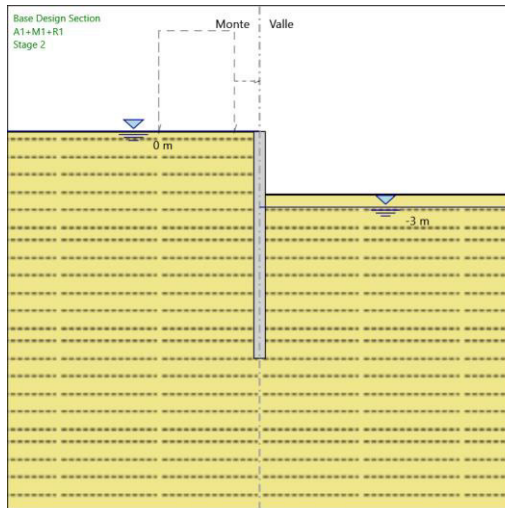 Base Design Section
A1+M1+R1
Stage 2
Monte Valle
0 m
-3 m